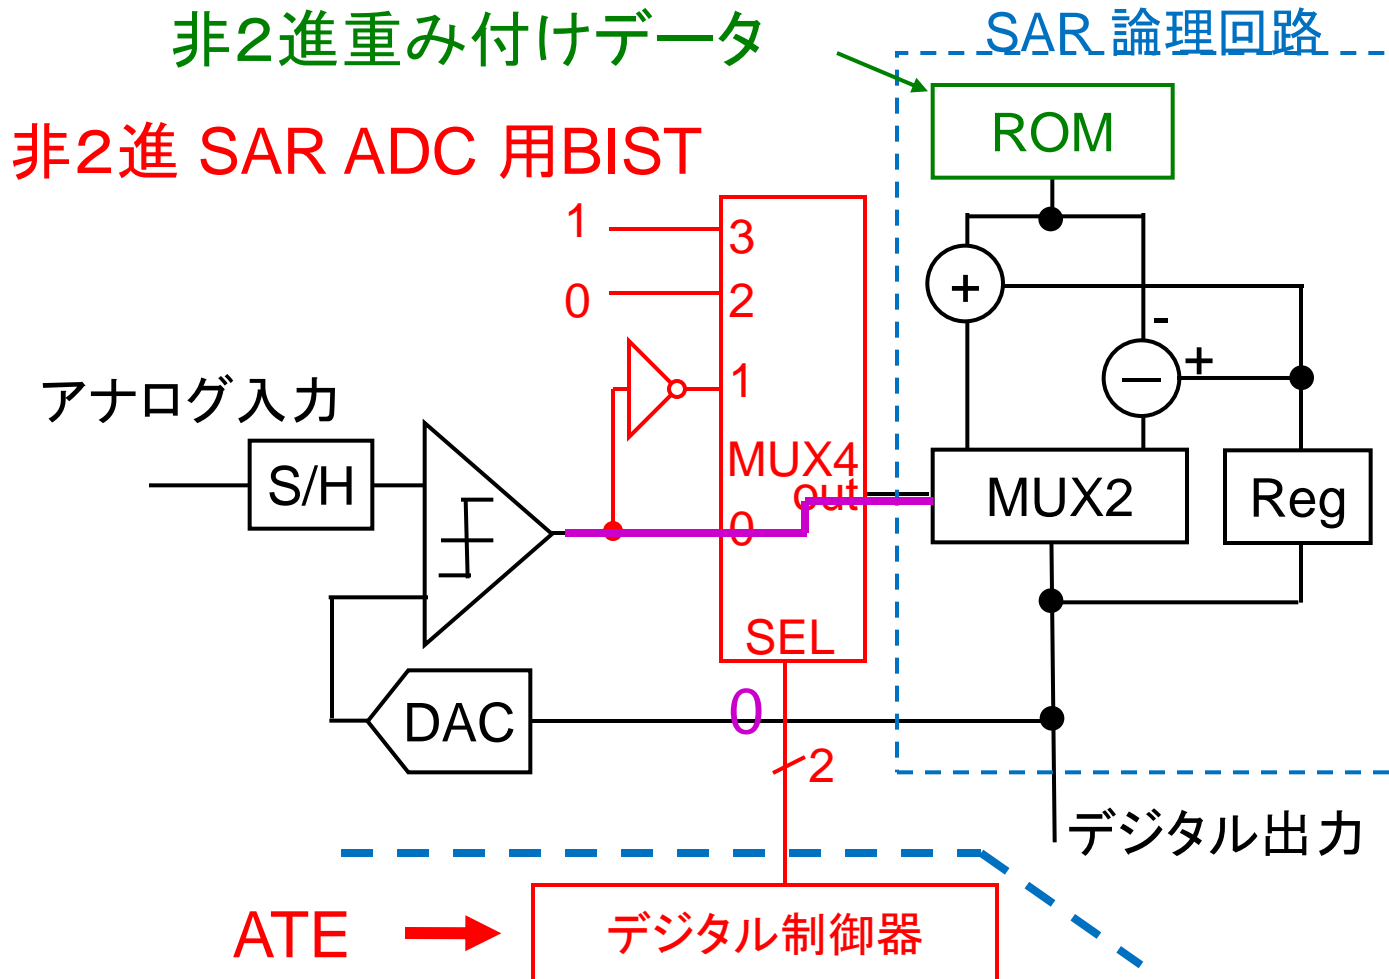 非２進重み付けデータ
SAR 論理回路
ROM
非２進 SAR ADC 用BIST
1
3
0
2
1
+
-
+
−
アナログ入力
S/H
MUX4
out
0
MUX2
Reg
SEL
DAC
0
2
デジタル出力
ATE
デジタル制御器